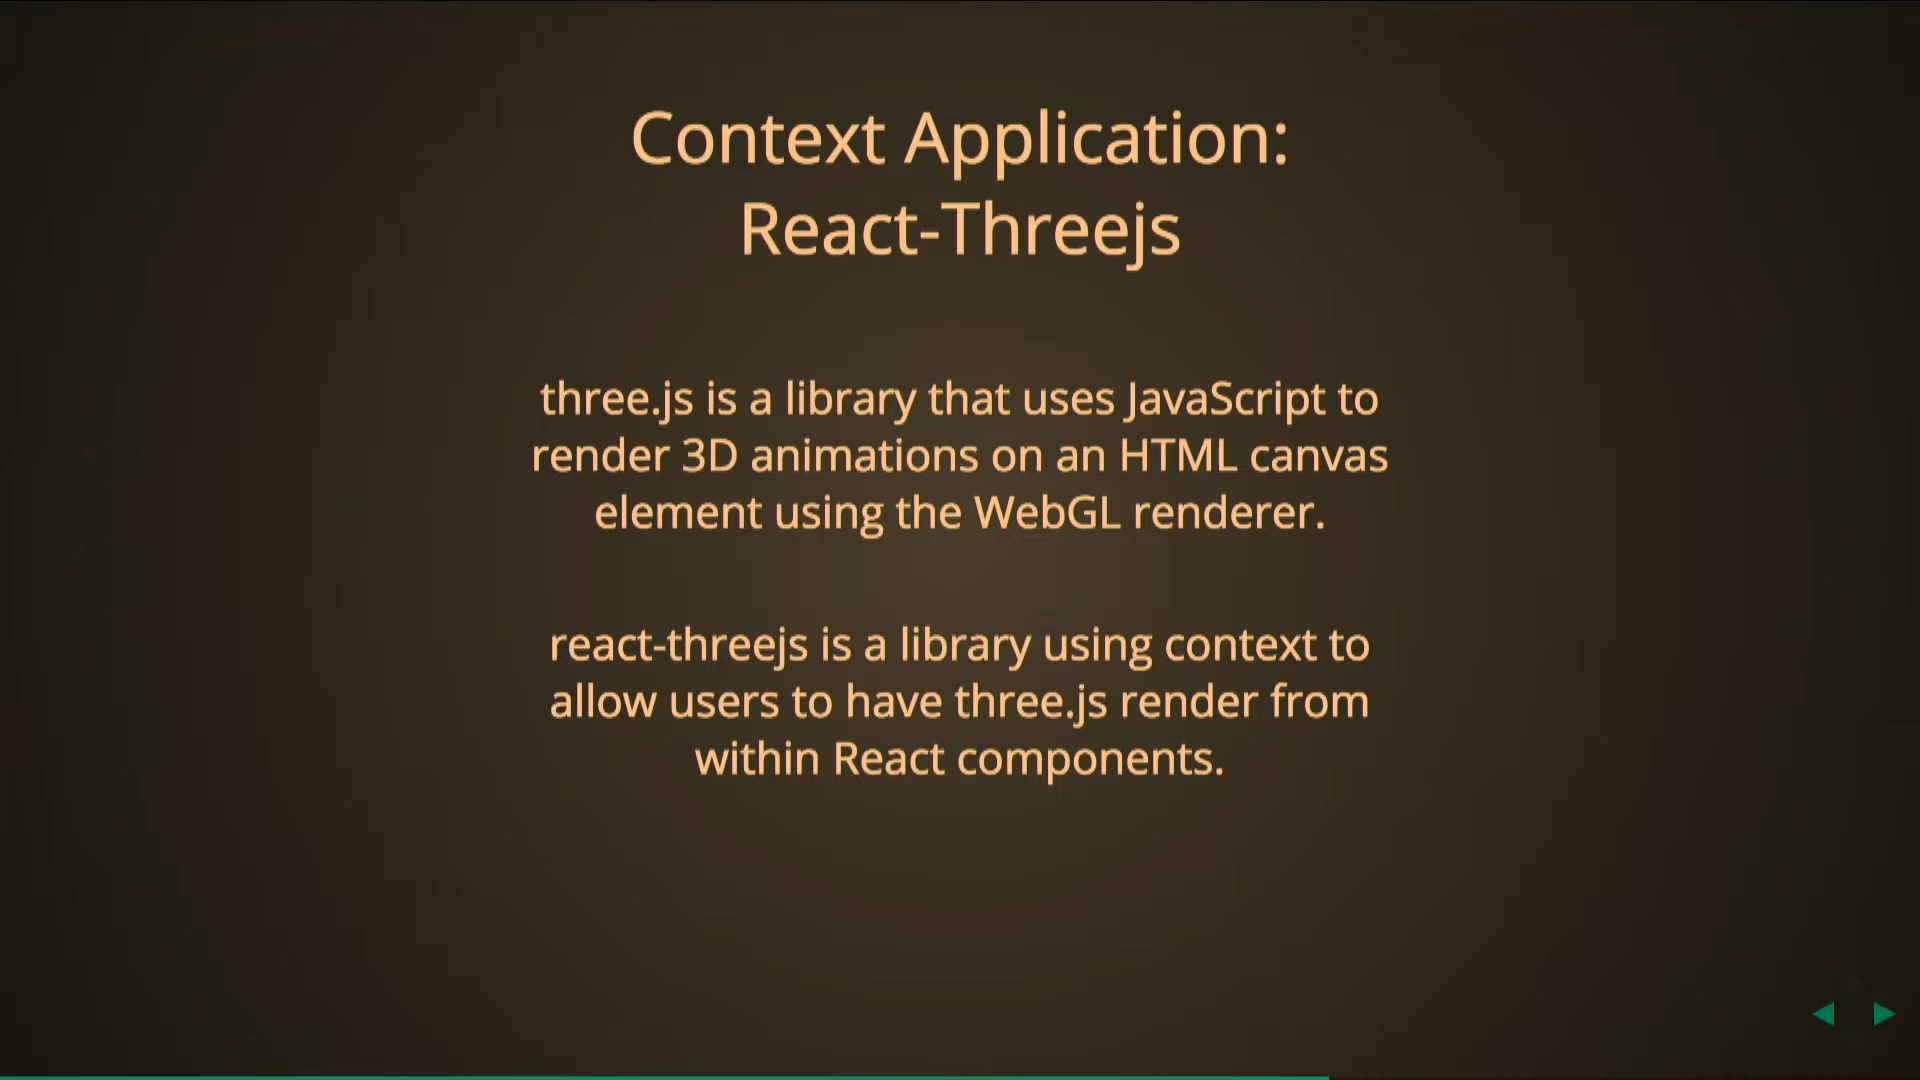 Context Application:
React-Threejs
three.js is a library that uses JavaScript to
render 3D animations on an HTML canvas
element using the WebGL renderer.
react-threejs is a library using context to
allow users to have three.js render from
within React components.